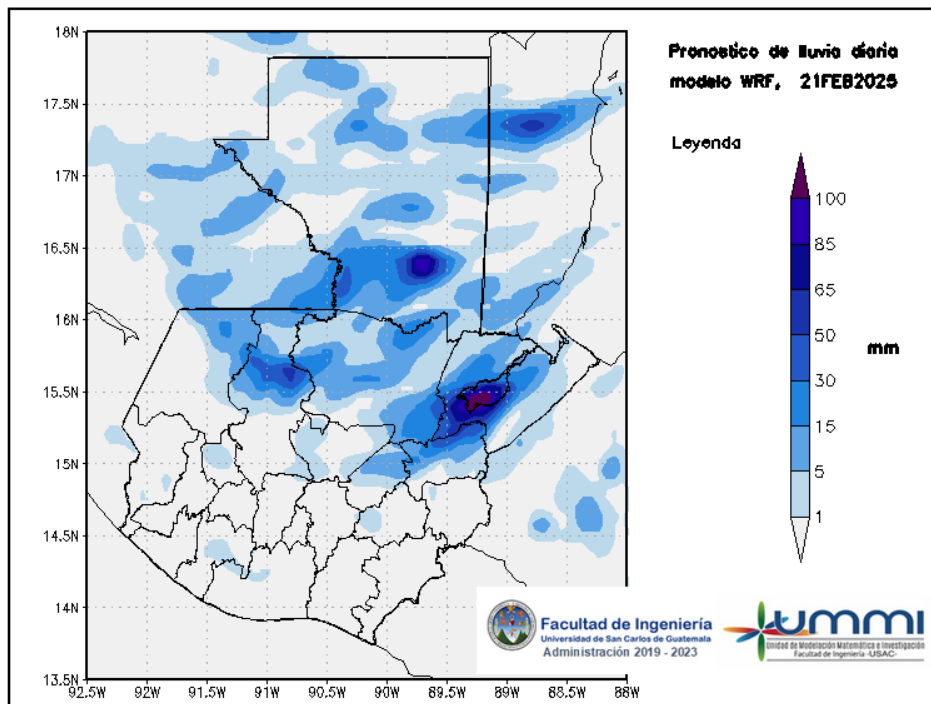 Pronostico de lluvia diaria
modelo WRF, 21FEB2025
Leyenda
100
85
65
50
30
15
5
1
mm
18N
17.5N
17N
16.5N
16N
15.5N
15N
14.5N
14N
13.5N
92.5W
92W
91.5W
91W
90.5W
90W
89.5W
89W
88.5W
88W
Facultad de Ingeniería
Universidad de San Carlos de Guatemala
Administración 2019 - 2023
UMMI
Unidad de Modelación Matemática e Investigación
Facultad de Ingeniería -USAC-